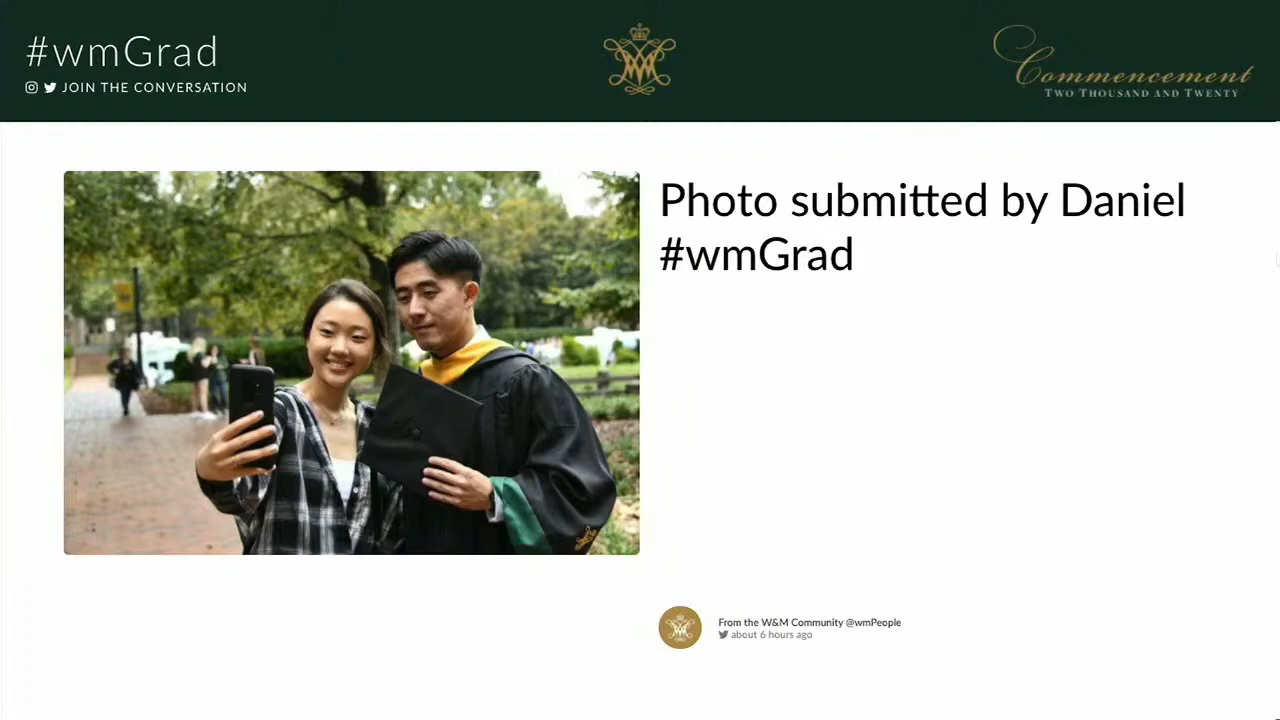 #wmGrad
JOIN THE CONVERSATION
Commencement
TWO THOUSAND AND TWENTY
Photo submitted by Daniel
#wmGrad
From the W&M Community @wmPeople
about 6 hours ago